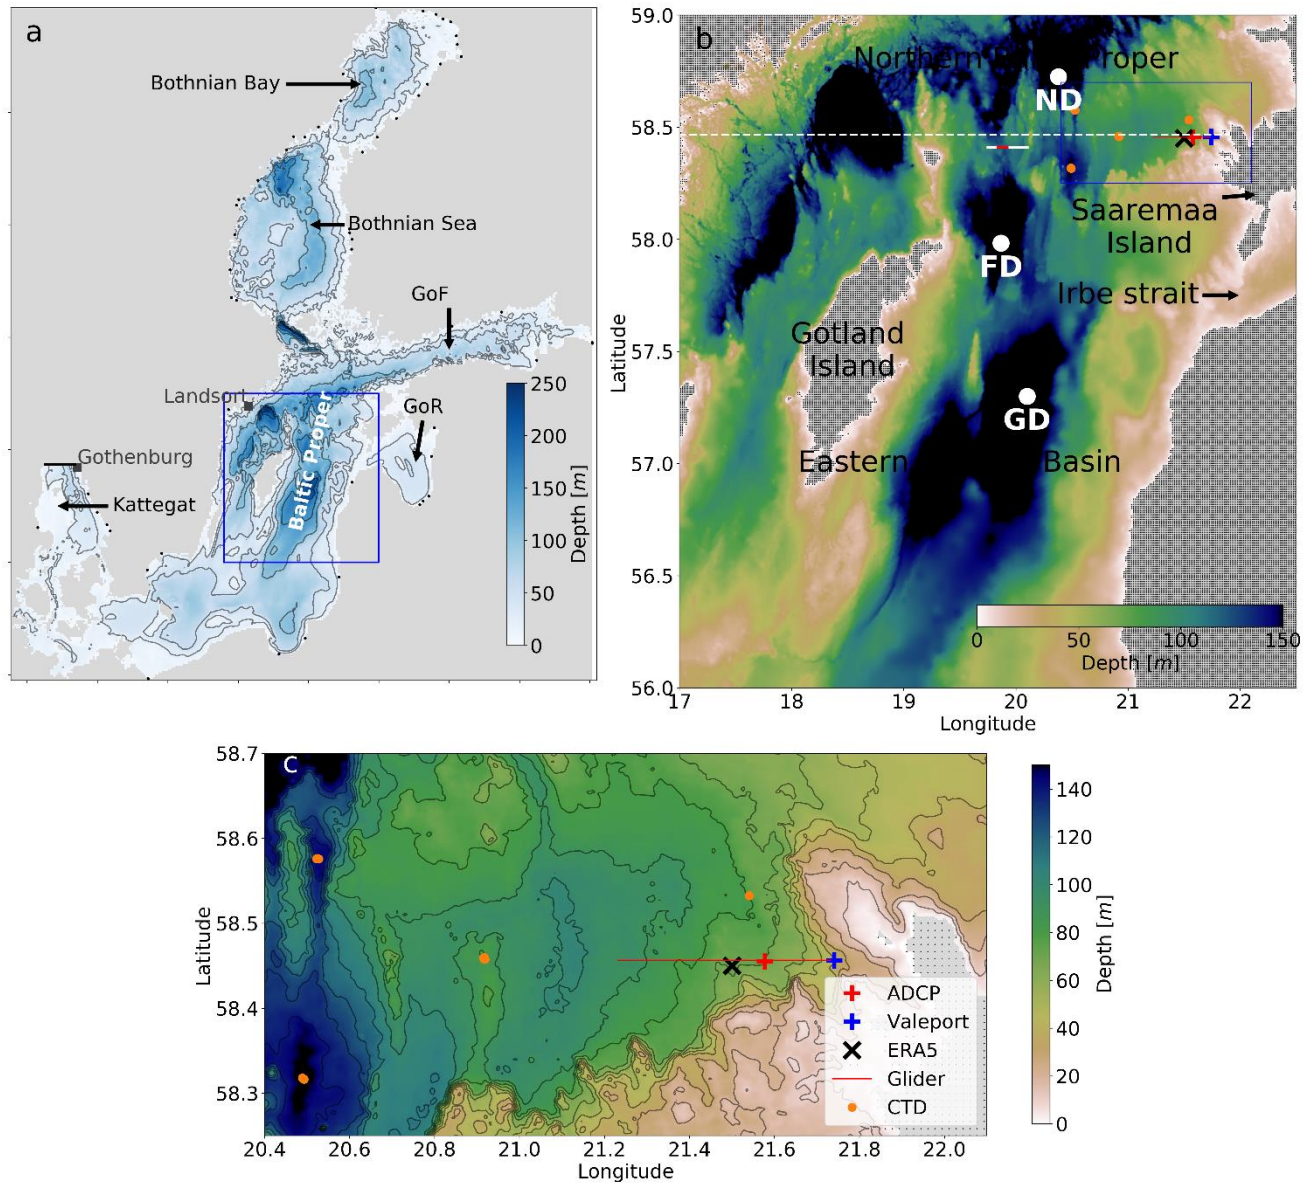 a
Bothnian Bay
Bothnian Sea
GoF
Landsort
GoR
Gothenburg
Kattegat
Baltic Proper
250
200
150
100
50
0
Depth [m]
b
59.0
58.5
58.0
57.5
57.0
56.5
56.0
Latitude
Northern Baltic Proper
ND
Saaremaa
Island
FD
Irbe strait
Gotland
Island
GD
Eastern Basin
0 50 100 150
Depth [m]
17 18 19 20 21 22
Longitude
c
58.7
58.6
58.5
58.4
58.3
Latitude
ADCP
Valeport
ERA5
Glider
CTD
20.4 20.6 20.8 21.0 21.2 21.4 21.6 21.8 22.0
Longitude
140
120
100
80
60
40
20
0
Depth [m]